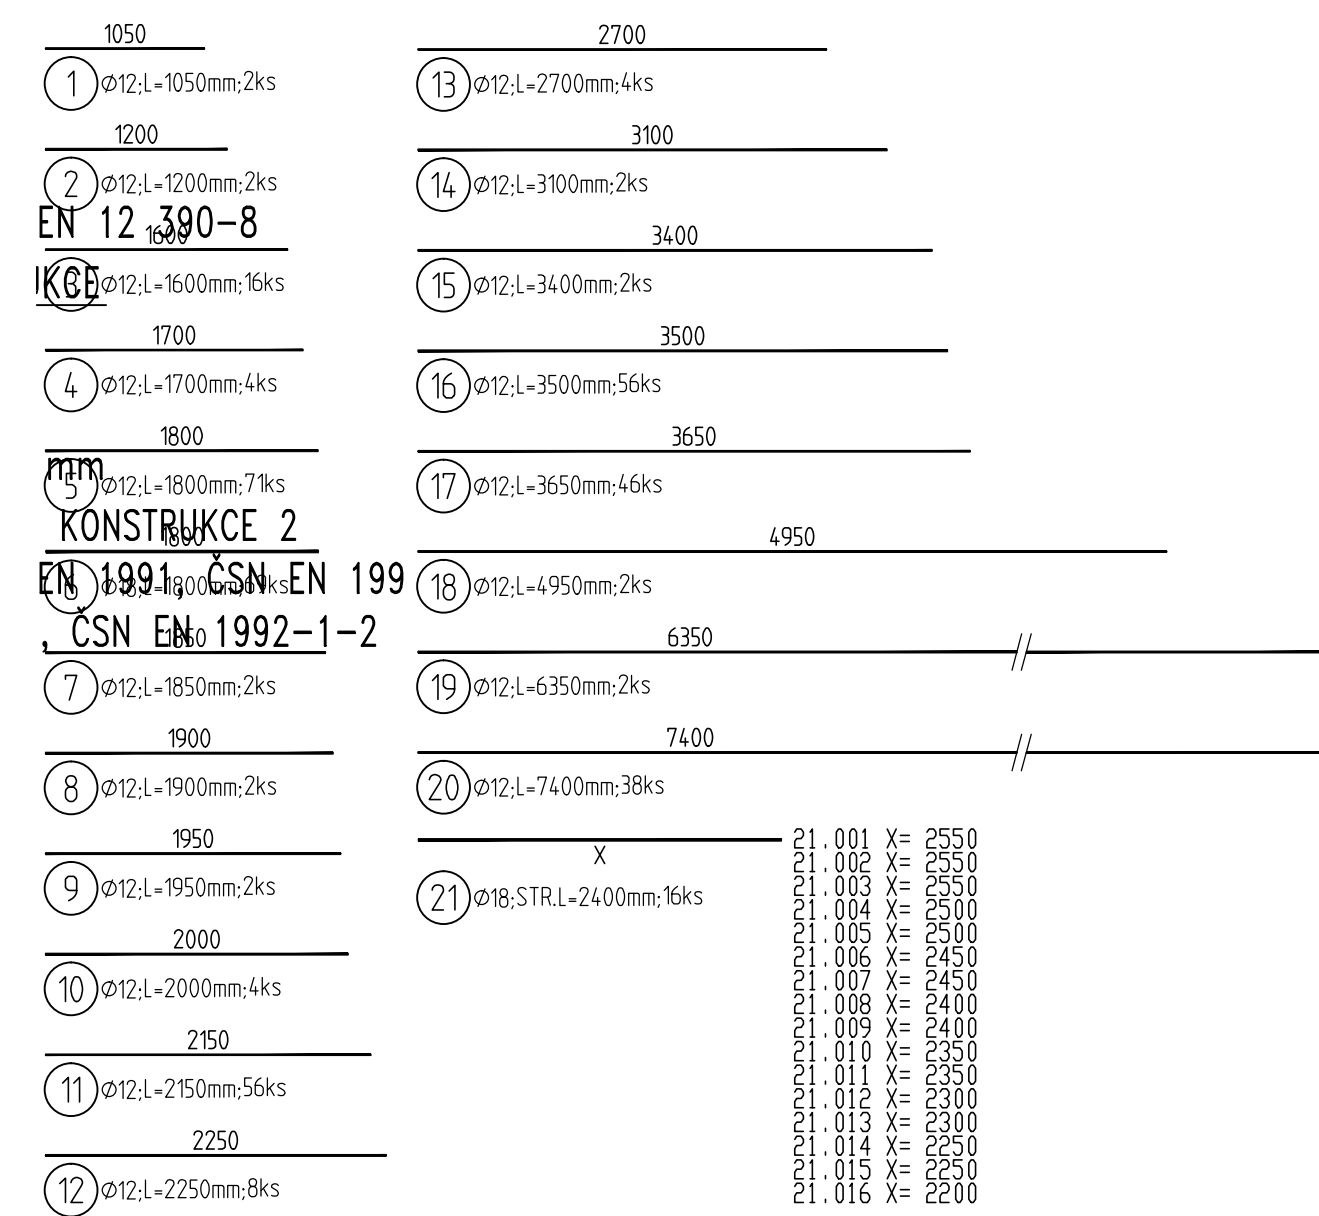 1050
1 Ø12;L=1050mm;2ks
1200
2 Ø12;L=1200mm;2ks
EN 12 390-8
1600
UKCE
3 Ø12;L=1600mm;16ks
1700
4 Ø12;L=1700mm;4ks
1800
mm
5 Ø12;L=1800mm;71ks
KONSTRUKCE 2
1800
EN 1991, ČSN EN 199
6 Ø18;L=1800mm;69ks
, ČSN EN 1992-1-2
1850
7 Ø12;L=1850mm;2ks
1900
8 Ø12;L=1900mm;2ks
1950
9 Ø12;L=1950mm;2ks
2000
10 Ø12;L=2000mm;4ks
2150
11 Ø12;L=2150mm;56ks
2250
12 Ø12;L=2250mm;8ks
2700
13 Ø12;L=2700mm;4ks
3100
14 Ø12;L=3100mm;2ks
3400
15 Ø12;L=3400mm;2ks
3500
16 Ø12;L=3500mm;56ks
3650
17 Ø12;L=3650mm;46ks
4950
18 Ø12;L=4950mm;2ks
6350
19 Ø12;L=6350mm;2ks
7400
20 Ø12;L=7400mm;38ks
X
21 Ø18;STR.L=2400mm;16ks
21.001 X= 2550
21.002 X= 2550
21.003 X= 2550
21.004 X= 2500
21.005 X= 2500
21.006 X= 2450
21.007 X= 2450
21.008 X= 2400
21.009 X= 2400
21.010 X= 2350
21.011 X= 2350
21.012 X= 2300
21.013 X= 2300
21.014 X= 2250
21.015 X= 2250
21.016 X= 2200